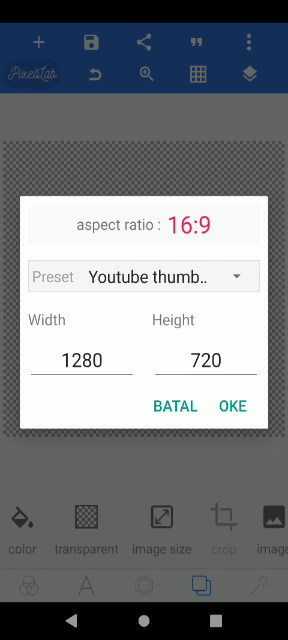 PixelLab
aspect ratio : 16:9
Preset Youtube thumb..
Width Height
1280 720
BATAL OKE
color transparent image size crop image